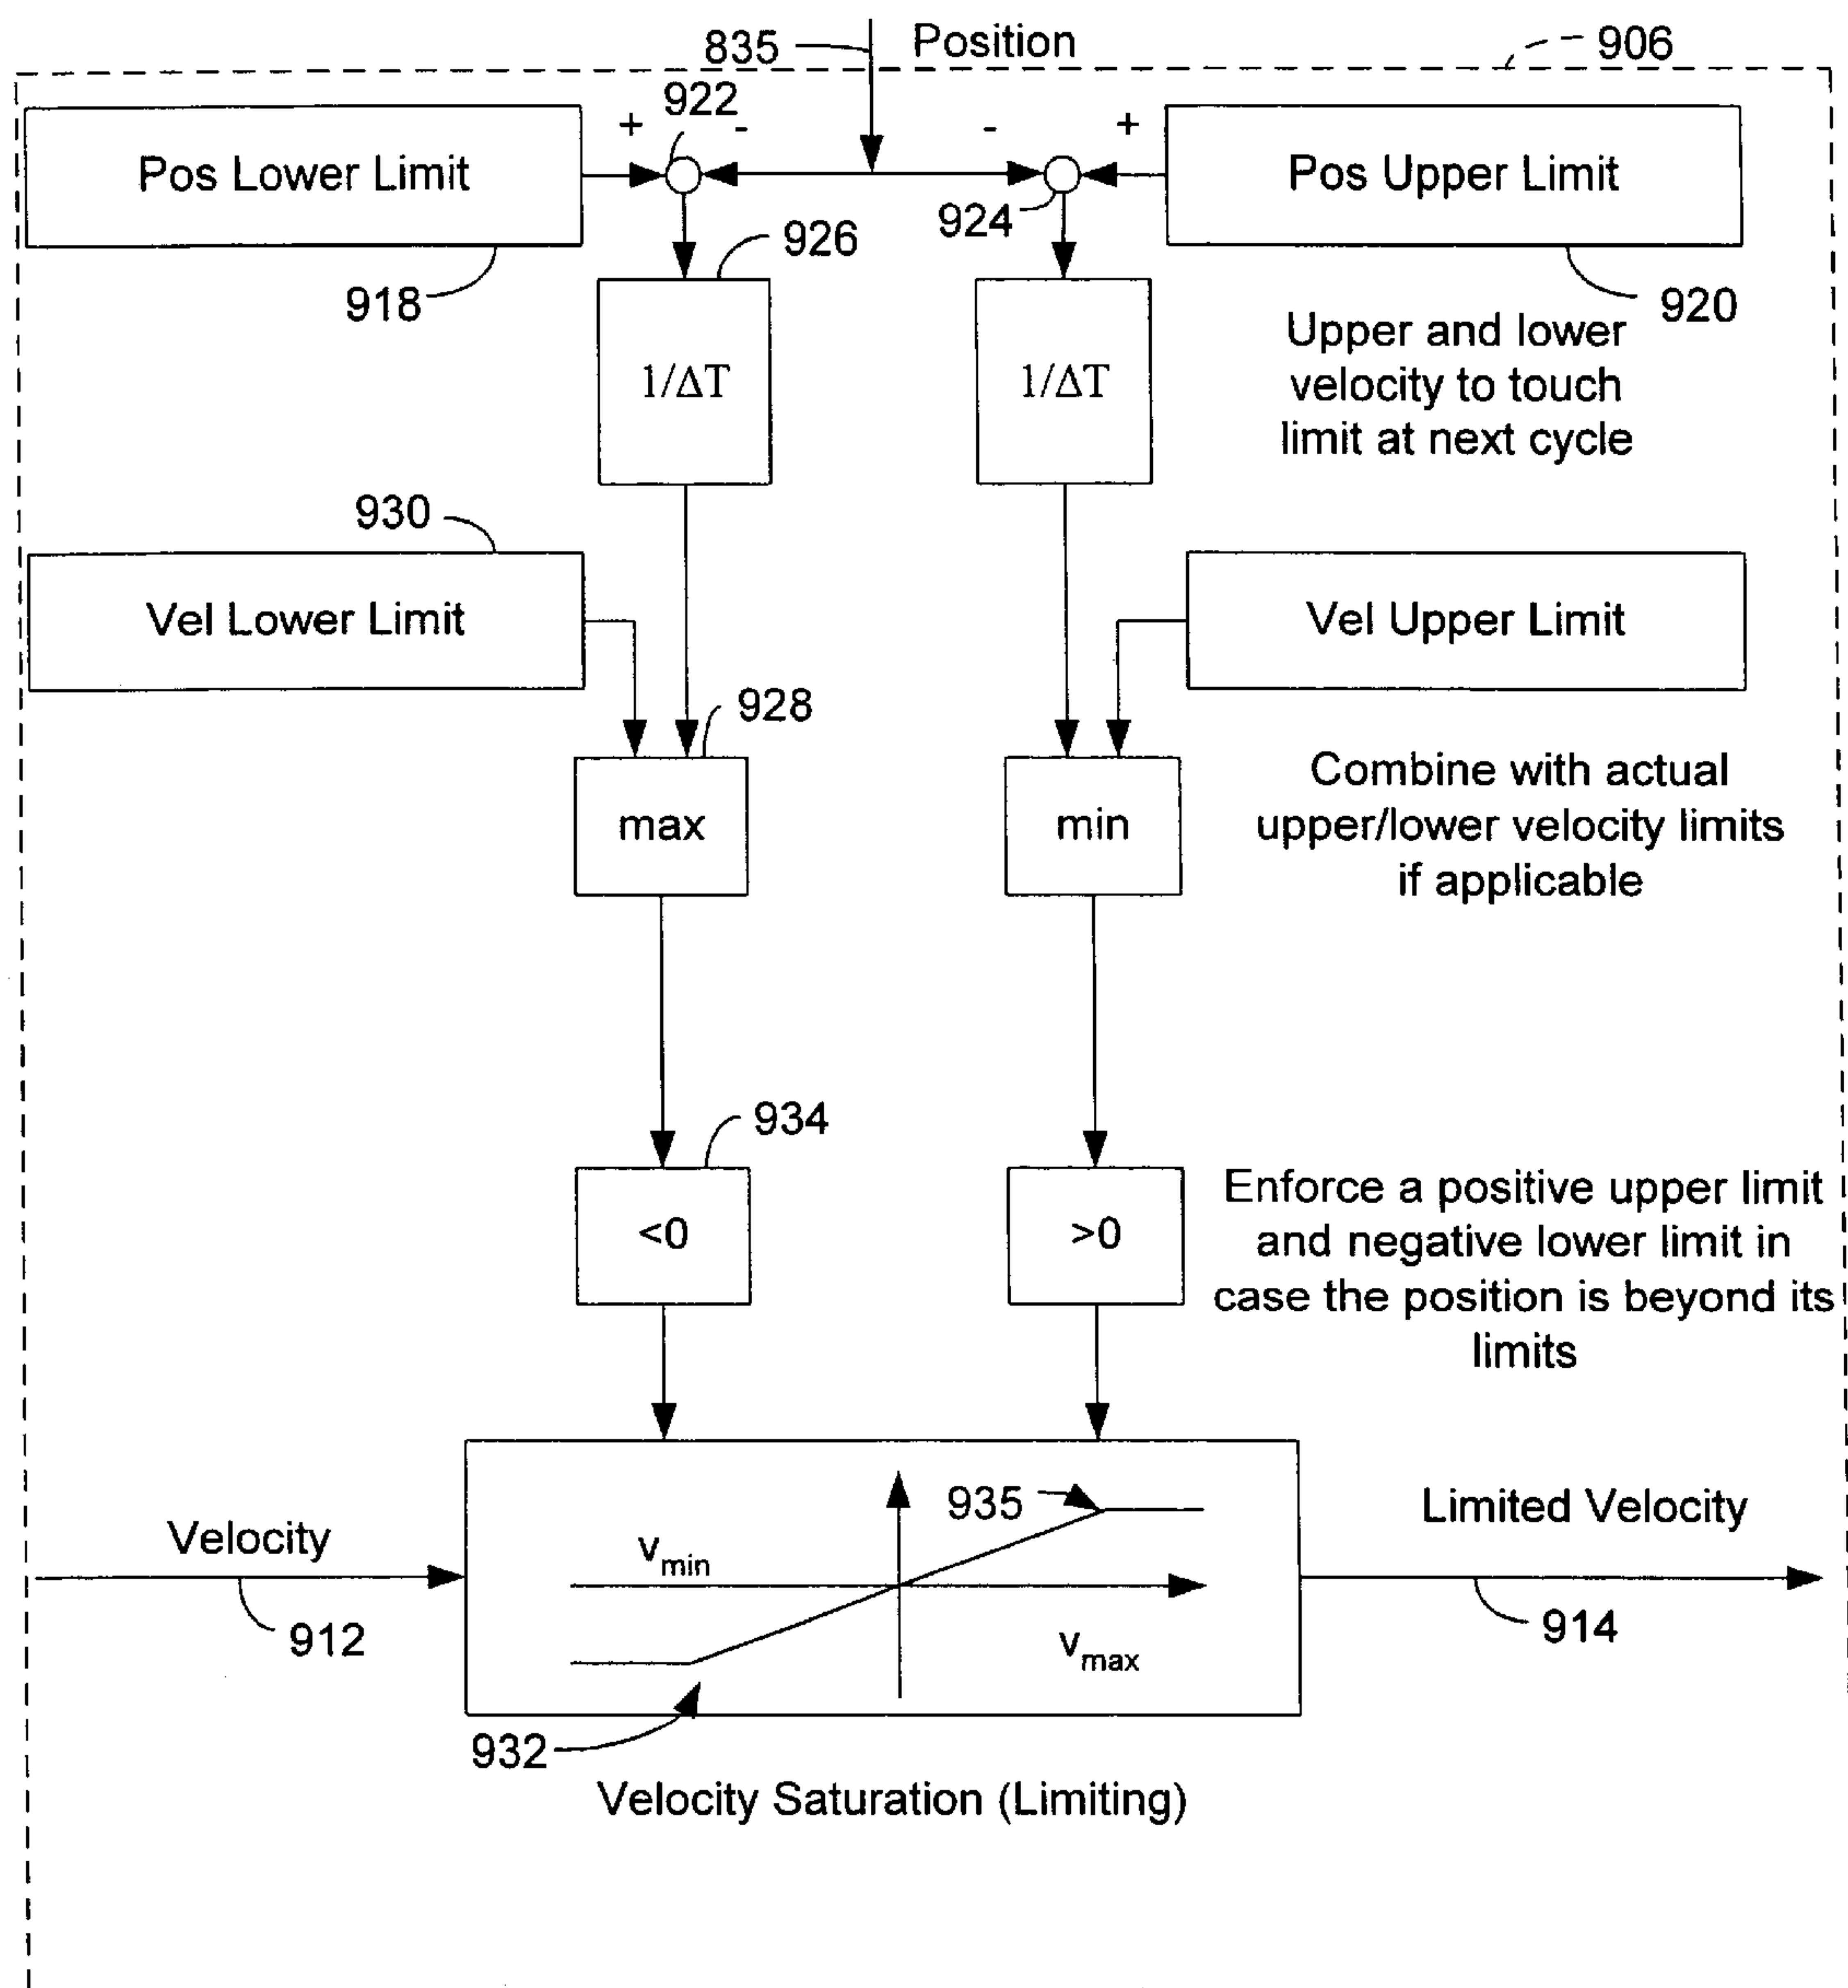 835
Position
906
922
+
-
-
+
Pos Lower Limit
Pos Upper Limit
924
926
918
920
1/ΔT
1/ΔT
Upper and lower
velocity to touch
limit at next cycle
930
Vel Lower Limit
Vel Upper Limit
928
max
min
Combine with actual
upper/lower velocity limits
if applicable
934
<0
>0
Enforce a positive upper limit
and negative lower limit in
case the position is beyond its
limits
935
Limited Velocity
Velocity
vmin
912
914
vmax
932
Velocity Saturation (Limiting)